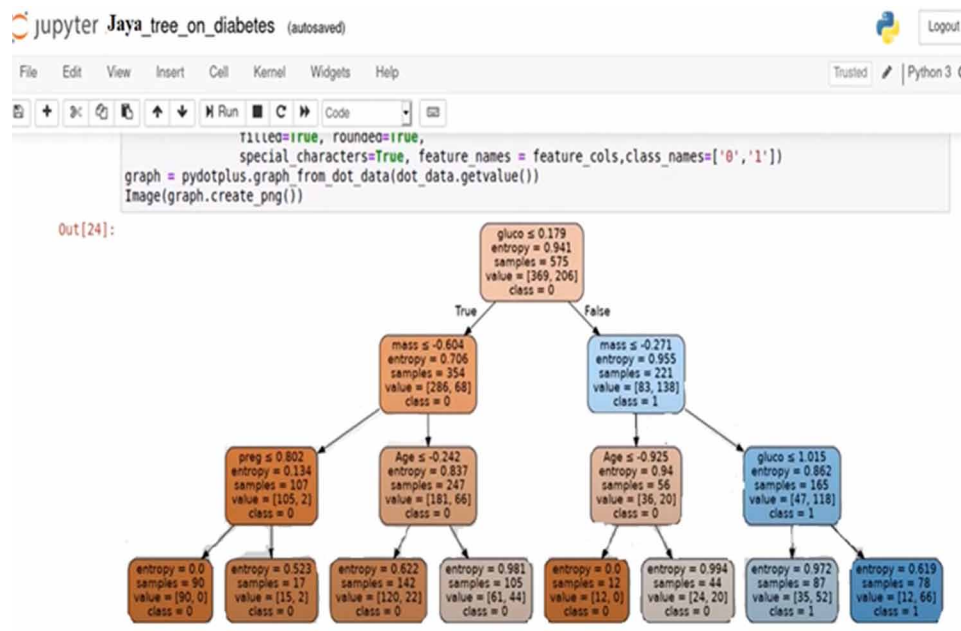 jupyter Jaya_tree_on_diabetes (autosaved)
Logout
File Edit View Insert Cell Kernel Widgets Help
Trusted Python 3
Run Code
filled=True, rounded=True,
special_characters=True, feature_names = feature_cols,class_names=['0','1'])
graph = pydotplus.graph_from_dot_data(dot_data.getvalue())
Image(graph.create_png())
Out[24]:
gluco ≤ 0.179
entropy = 0.941
samples = 575
value = [369, 206]
class = 0
True
False
mass ≤ -0.604
entropy = 0.706
samples = 354
value = [286, 68]
class = 0
mass ≤ -0.271
entropy = 0.955
samples = 221
value = [83, 138]
class = 1
preg ≤ 0.802
entropy = 0.134
samples = 107
value = [105, 2]
class = 0
Age ≤ -0.242
entropy = 0.837
samples = 247
value = [181, 66]
class = 0
Age ≤ -0.925
entropy = 0.94
samples = 56
value = [36, 20]
class = 0
gluco ≤ 1.015
entropy = 0.862
samples = 165
value = [47, 118]
class = 1
entropy = 0.0
samples = 90
value = [90, 0]
class = 0
entropy = 0.523
samples = 17
value = [15, 2]
class = 0
entropy = 0.622
samples = 142
value = [120, 22]
class = 0
entropy = 0.981
samples = 105
value = [61, 44]
class = 0
entropy = 0.0
samples = 12
value = [12, 0]
class = 0
entropy = 0.994
samples = 44
value = [24, 20]
class = 0
entropy = 0.972
samples = 87
value = [35, 52]
class = 1
entropy = 0.619
samples = 78
value = [12, 66]
class = 1